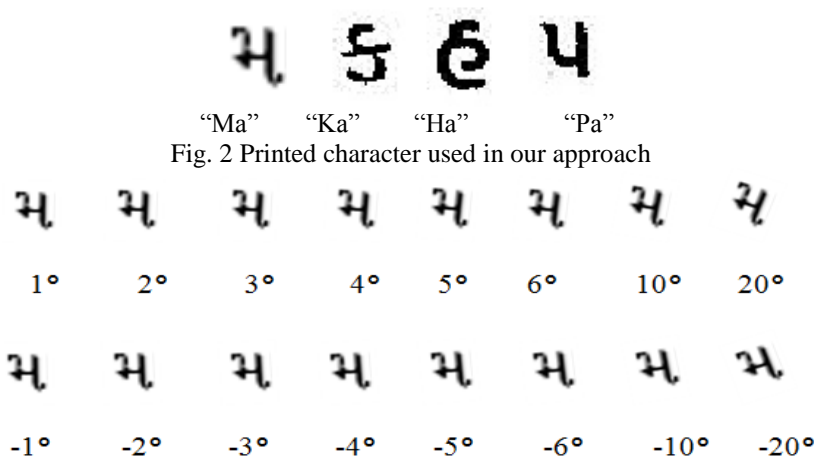 મ ક હ પ
“Ma” “Ka” “Ha” “Pa”
Fig. 2 Printed character used in our approach
મ મ મ મ મ મ મ મ
1° 2° 3° 4° 5° 6° 10° 20°
મ મ મ મ મ મ મ મ
-1° -2° -3° -4° -5° -6° -10° -20°